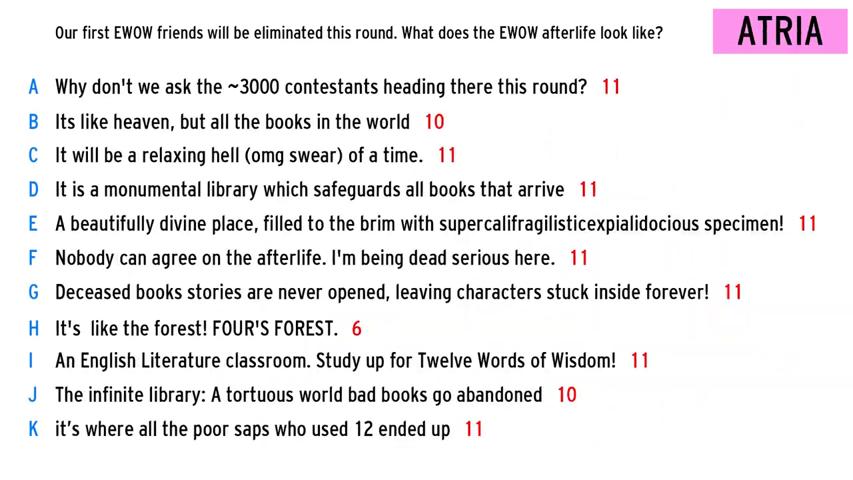 Our first EWOW friends will be eliminated this round. What does the EWOW afterlife look like?
ATRIA
A Why don't we ask the ~3000 contestants heading there this round? 11
B Its like heaven, but all the books in the world 10
C It will be a relaxing hell (omg swear) of a time. 11
D It is a monumental library which safeguards all books that arrive 11
E A beautifully divine place, filled to the brim with supercalifragilisticexpialidocious specimen! 11
F Nobody can agree on the afterlife. I'm being dead serious here. 11
G Deceased books stories are never opened, leaving characters stuck inside forever! 11
H It's like the forest! FOUR'S FOREST. 6
I An English Literature classroom. Study up for Twelve Words of Wisdom! 11
J The infinite library: A tortuous world bad books go abandoned 10
K it’s where all the poor saps who used 12 ended up 11